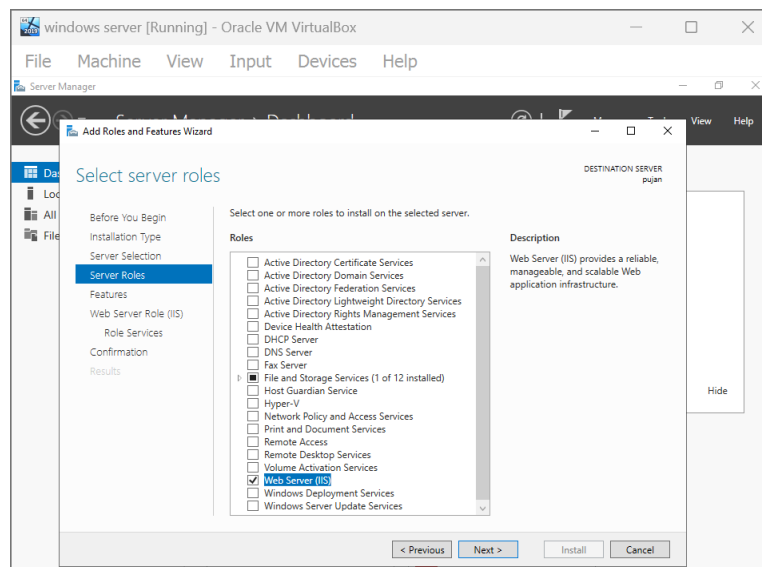 windows server [Running] - Oracle VM VirtualBox
File Machine View Input Devices Help
Server Manager
View Help
Add Roles and Features Wizard
Select server roles
DESTINATION SERVER
pujan
Before You Begin
Installation Type
Server Selection
Server Roles
Features
Web Server Role (IIS)
Role Services
Confirmation
Results
Select one or more roles to install on the selected server.
Roles
Active Directory Certificate Services
Active Directory Domain Services
Active Directory Federation Services
Active Directory Lightweight Directory Services
Active Directory Rights Management Services
Device Health Attestation
DHCP Server
DNS Server
Fax Server
File and Storage Services (1 of 12 installed)
Host Guardian Service
Hyper-V
Network Policy and Access Services
Print and Document Services
Remote Access
Remote Desktop Services
Volume Activation Services
Web Server (IIS)
Windows Deployment Services
Windows Server Update Services
Description
Web Server (IIS) provides a reliable,
manageable, and scalable Web
application infrastructure.
Hide
< Previous Next > Install Cancel